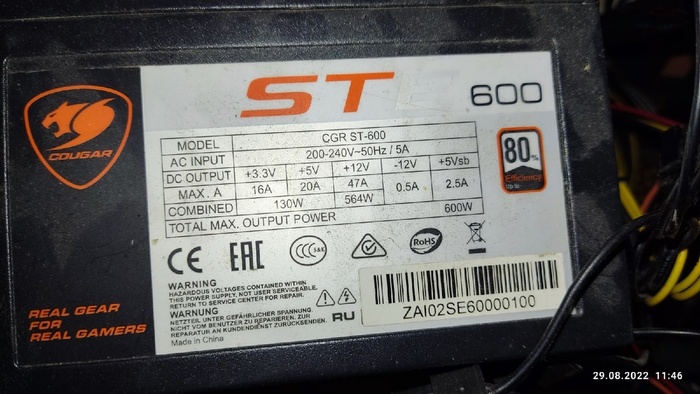 COUGAR
STE 600
MODEL CGR ST-600
AC INPUT 200-240V~50Hz / 5A
DC OUTPUT +3.3V +5V +12V -12V +5Vsb
MAX. A 16A 20A 47A 0.5A 2.5A
COMBINED 130W 564W
TOTAL MAX. OUTPUT POWER 600W
80%
Efficiency
Up to
CE EAC CCC S&E RoHS
WARNING
HAZARDOUS VOLTAGES CONTAINED WITHIN
THIS POWER SUPPLY, NOT USER SERVICEABLE,
RETURN TO SERVICE CENTER FOR REPAIR.
WARNUNG
NETZTEIL UNTER GEFÄHRLICHER SPANNUNG.
NICHT VOM BENUTZER ZU REPARIEREN. ZUR
REPARATUR AN KUNDENDIENST ZURÜCKSENDEN.
Made in China
RU
ZAI02SE60000100
REAL GEAR
FOR
REAL GAMERS
29.08.2022 11:46